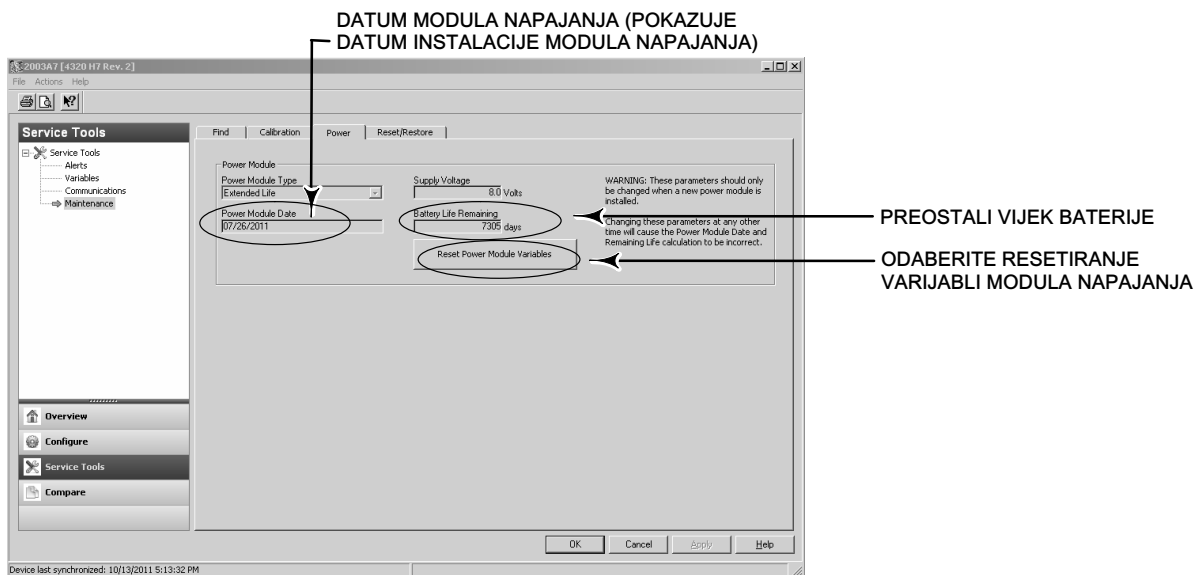 DATUM MODULA NAPAJANJA (POKAZUJE
DATUM INSTALACIJE MODULA NAPAJANJA)
2003A7 [4320 H7 Rev. 2]
File Actions Help
Service Tools
Find Calibration Power Reset/Restore
Service Tools
Alerts
Variables
Communications
Maintenance
Power Module
Power Module Type
Extended Life
Supply Voltage
8.0 Volts
Power Module Date
07/26/2011
Battery Life Remaining
7305 days
Reset Power Module Variables
WARNING: These parameters should only
be changed when a new power module is
installed.
Changing these parameters at any other
time will cause the Power Module Date and
Remaining Life calculation to be incorrect.
PREOSTALI VIJEK BATERIJE
ODABERITE RESETIRANJE
VARIJABLI MODULA NAPAJANJA
Overview
Configure
Service Tools
Compare
OK Cancel Apply Help
Device last synchronized: 10/13/2011 5:13:32 PM